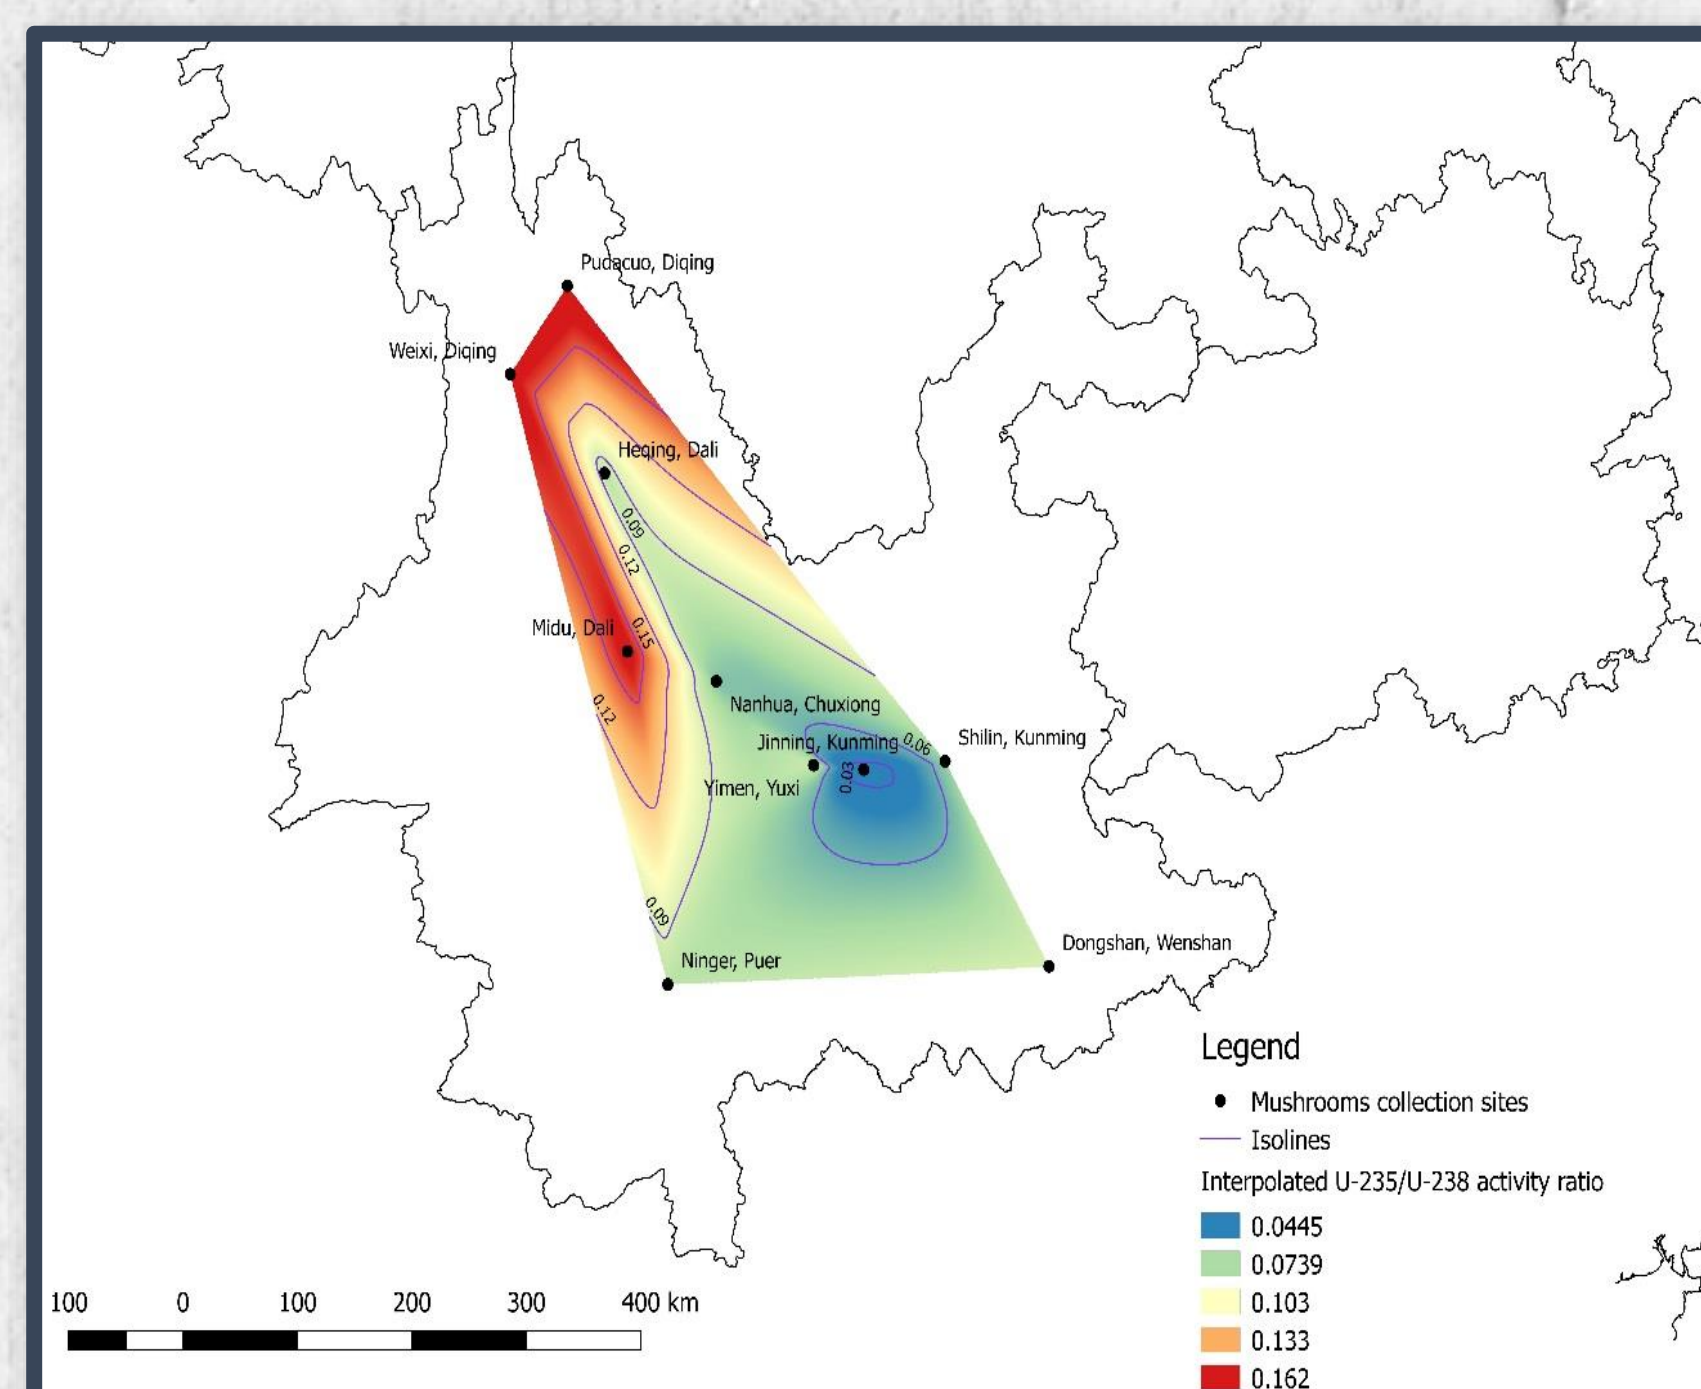 Pudacuo, Diqing
Weixi, Diqing
Heqing, Dali
0.09
0.12
0.15
Midu, Dali
0.12
Nanhua, Chuxiong
Jinning, Kunming
0.06
Shilin, Kunming
0.03
Yimen, Yuxi
0.09
Dongshan, Wenshan
Ninger, Puer
Legend
Mushrooms collection sites
Isolines
Interpolated U-235/U-238 activity ratio
0.0445
0.0739
0.103
0.133
0.162
100 0 100 200 300 400 km